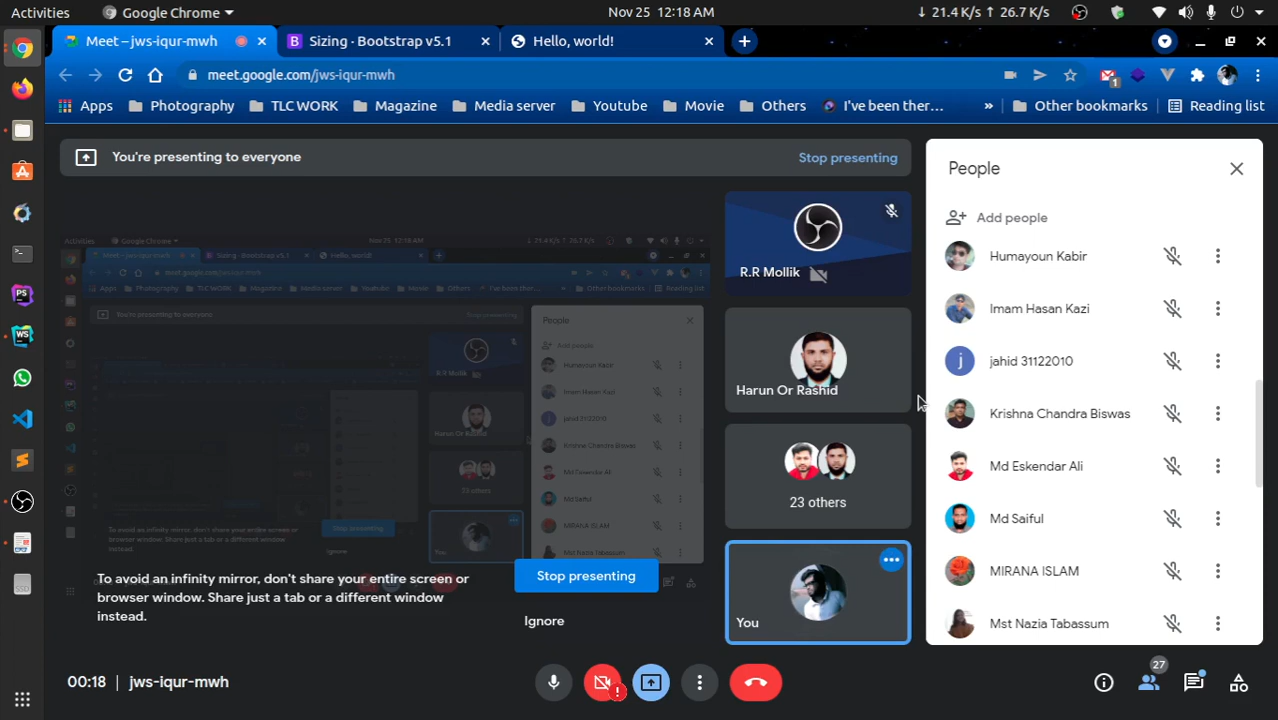 Activities
Google Chrome
Nov 25 12:18 AM
↓ 21.4 K/s ↑ 26.7 K/s
Meet – jws-iqur-mwh
Sizing · Bootstrap v5.1
Hello, world!
meet.google.com/jws-iqur-mwh
1
Apps
Photography
TLC WORK
Magazine
Media server
Youtube
Movie
Others
I've been ther...
»
Other bookmarks
Reading list
You're presenting to everyone
Stop presenting
R.R Mollik
Harun Or Rashid
23 others
You
To avoid an infinity mirror, don't share your entire screen or
browser window. Share just a tab or a different window
instead.
Stop presenting
Ignore
People
Add people
Humayoun Kabir
Imam Hasan Kazi
j
jahid 31122010
Krishna Chandra Biswas
Md Eskendar Ali
Md Saiful
MIRANA ISLAM
Mst Nazia Tabassum
00:18 | jws-iqur-mwh
27